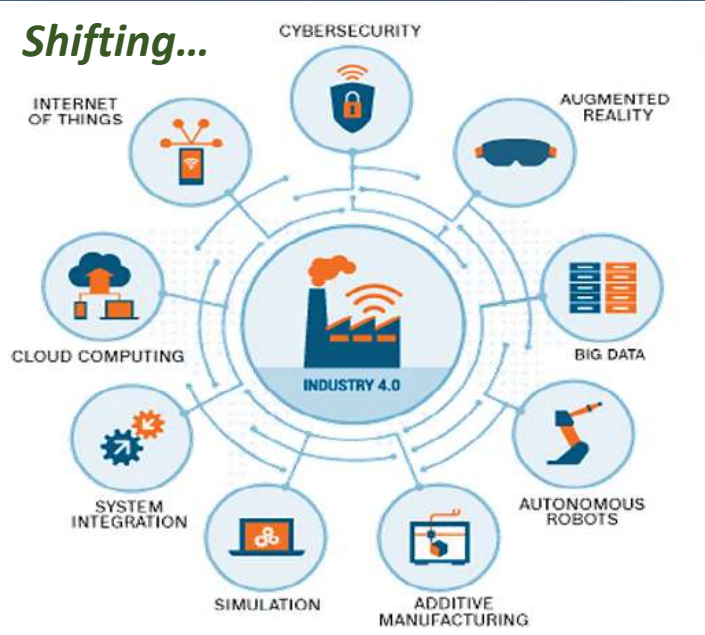 Shifting...
CYBERSECURITY
INTERNET
OF THINGS
AUGMENTED
REALITY
CLOUD COMPUTING
BIG DATA
INDUSTRY 4.0
SYSTEM
INTEGRATION
AUTONOMOUS
ROBOTS
SIMULATION
ADDITIVE
MANUFACTURING